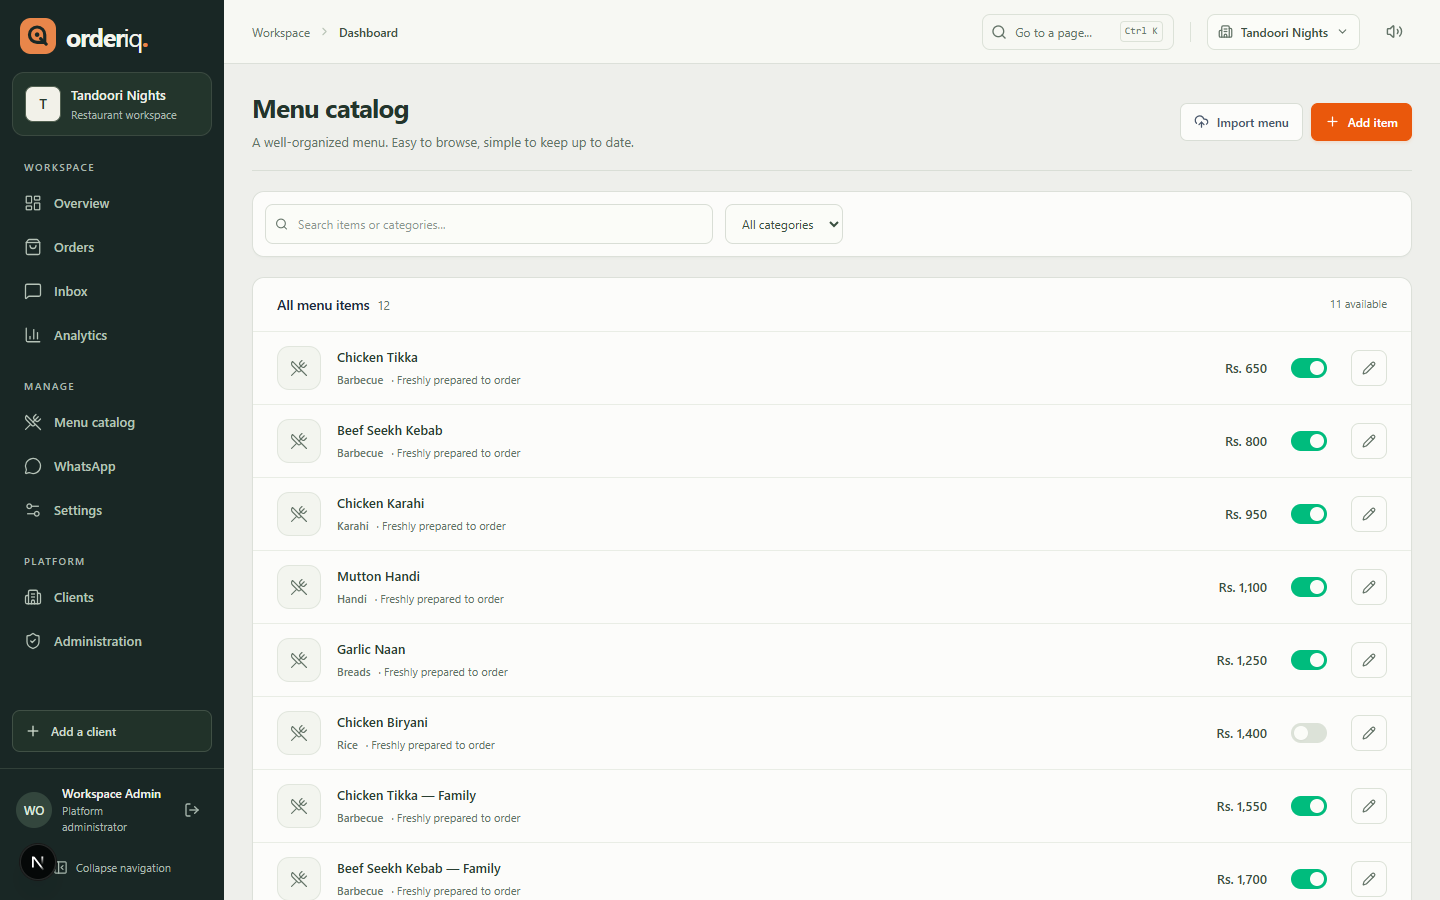 orderiq.
T
Tandoori Nights
Restaurant workspace
WORKSPACE
Overview
Orders
Inbox
Analytics
MANAGE
Menu catalog
WhatsApp
Settings
PLATFORM
Clients
Administration
Add a client
WO
Workspace Admin
Platform
administrator
N
Collapse navigation
Workspace > Dashboard
Go to a page... Ctrl K
Tandoori Nights
Menu catalog
A well-organized menu. Easy to browse, simple to keep up to date.
Import menu
+ Add item
Search items or categories...
All categories
All menu items 12
11 available
Chicken Tikka
Barbecue · Freshly prepared to order
Rs. 650
Beef Seekh Kebab
Barbecue · Freshly prepared to order
Rs. 800
Chicken Karahi
Karahi · Freshly prepared to order
Rs. 950
Mutton Handi
Handi · Freshly prepared to order
Rs. 1,100
Garlic Naan
Breads · Freshly prepared to order
Rs. 1,250
Chicken Biryani
Rice · Freshly prepared to order
Rs. 1,400
Chicken Tikka — Family
Barbecue · Freshly prepared to order
Rs. 1,550
Beef Seekh Kebab — Family
Barbecue · Freshly prepared to order
Rs. 1,700